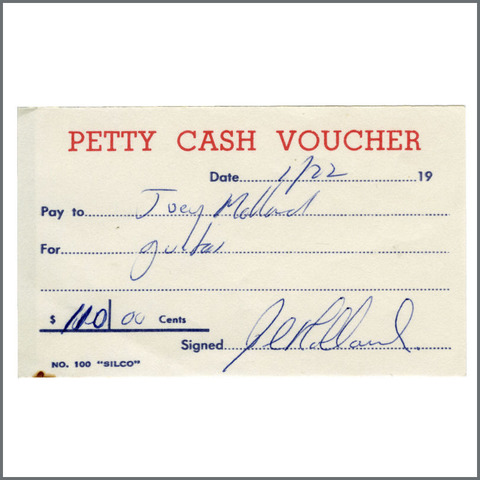 PETTY CASH VOUCHER
Date 1/22 19
Pay to Joey Molland
For guitar
$ 110 00 Cents
Signed J Molland
NO. 100 "SILCO"